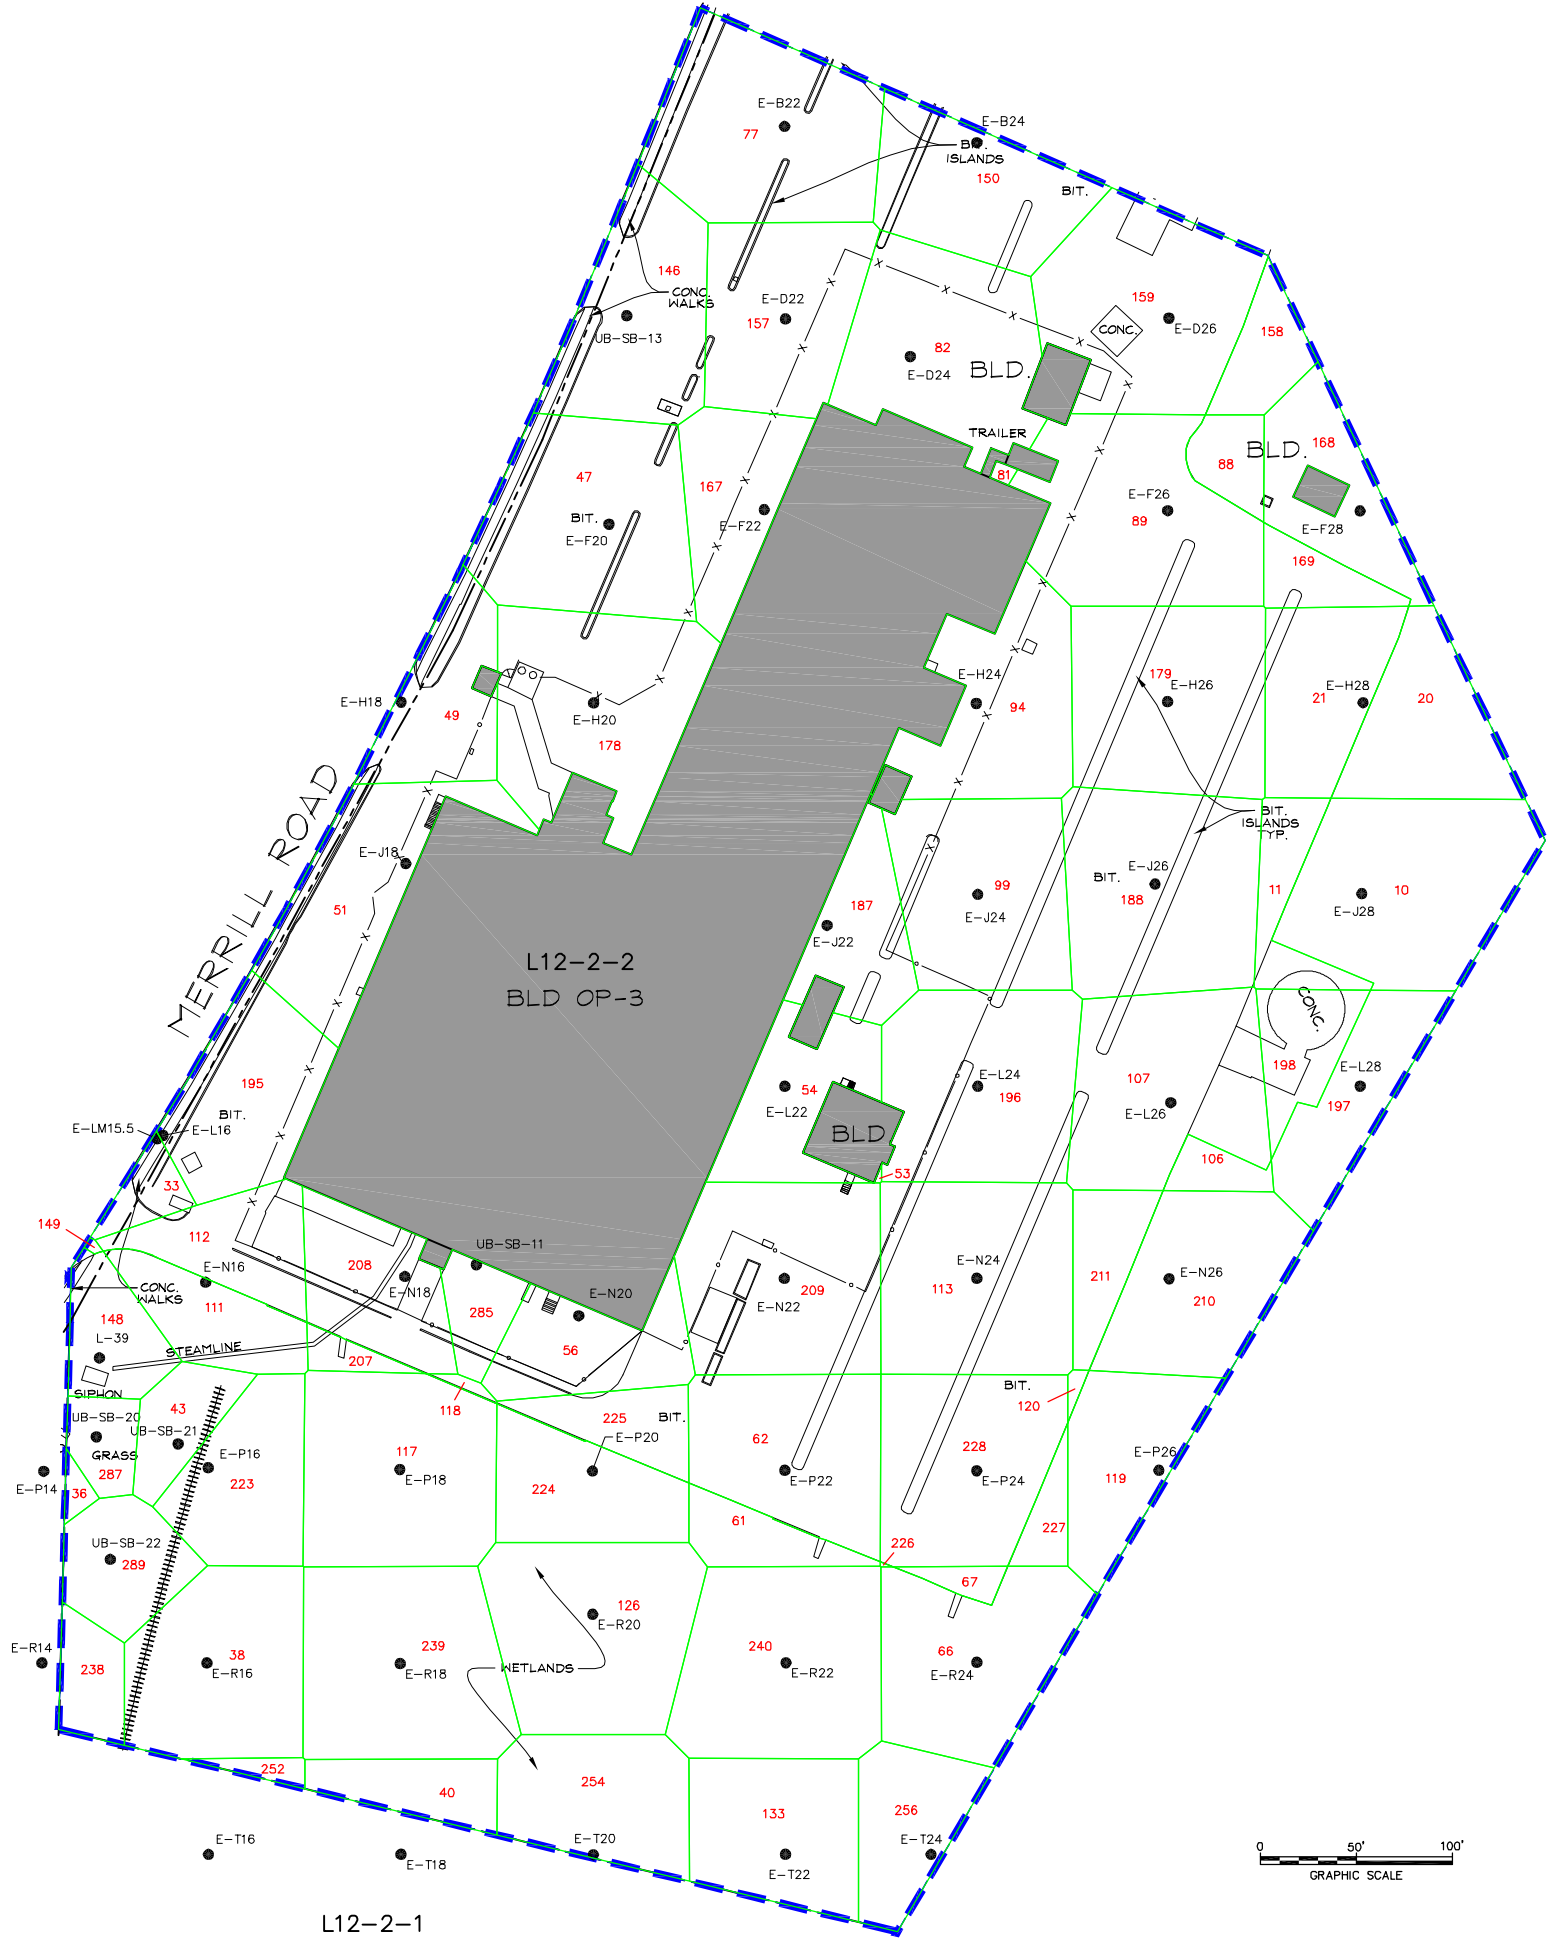 E-B22
77
E-B24
BIT.
ISLANDS
150
BIT.
146
CONC.
WALKS
E-D22
157
159
E-D26
CONC.
158
UB-SB-13
82
E-D24
BLD.
TRAILER
BLD.
168
88
47
167
81
E-F26
89
E-F22
BIT.
E-F20
E-F28
169
E-H18
49
E-H20
178
E-H24
94
179
E-H26
21
E-H28
20
MERRILL ROAD
BIT.
ISLANDS
TYP.
E-J18
51
E-J26
BIT.
188
99
E-J24
11
10
E-J28
187
E-J22
L12-2-2
BLD OP-3
CONC.
195
BIT.
54
E-L22
E-L24
196
107
E-L26
198
E-L28
197
E-LM15.5
E-L16
BLD
106
33
53
149
112
UB-SB-11
208
E-N16
111
E-N18
285
E-N20
56
E-N22
209
E-N24
113
211
E-N26
210
CONC.
WALKS
148
L-39
STEAMLINE
207
SIPHON
118
BIT.
120
43
UB-SB-20
UB-SB-21
225
BIT.
GRASS
287
E-P14
36
E-P16
223
117
E-P18
E-P20
224
62
E-P22
228
E-P24
E-P26
119
61
227
226
UB-SB-22
289
67
126
E-R20
E-R14
238
38
E-R16
239
E-R18
WETLANDS
240
E-R22
66
E-R24
252
40
254
133
256
E-T16
E-T18
E-T20
E-T22
E-T24
0 50' 100'
GRAPHIC SCALE
L12-2-1